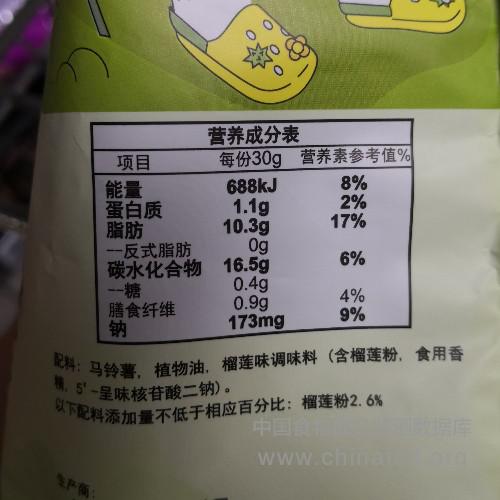 营养成分表
项目 每份30g 营养素参考值%
能量 688kJ 8%
蛋白质 1.1g 2%
脂肪 10.3g 17%
--反式脂肪 0g
碳水化合物 16.5g 6%
--糖 0.4g
膳食纤维 0.9g 4%
钠 173mg 9%
配料：马铃薯，植物油，榴莲味调味料（含榴莲粉，食用香
精，5'-呈味核苷酸二钠）。
以下配料添加量不低于相应百分比：榴莲粉2.6%
生产商：